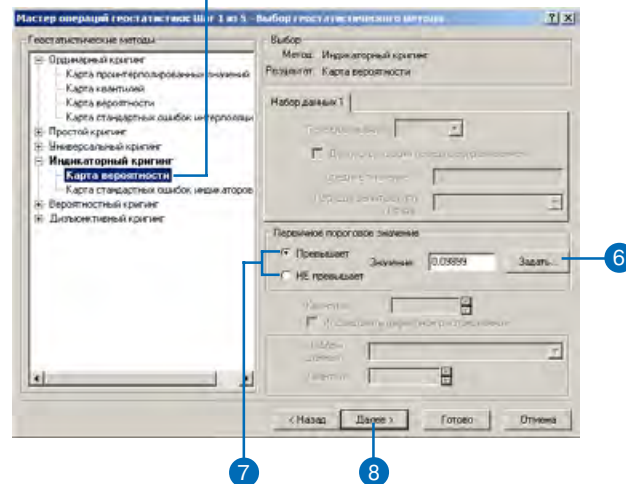 Мастер операций геостатистики: Шаг 1 из 5 - Выбор геостатистического метода
Геостатистические методы
Ординарный кригинг
Карта проинтерполированных значений
Карта квантилей
Карта вероятности
Карта стандартных ошибок интерполяци
Простой кригинг
Универсальный кригинг
Индикаторный кригинг
Карта вероятности
Карта стандартных ошибок индикаторов
Вероятностный кригинг
Дизъюнктивный кригинг
Выбор
Метод: Индикаторный кригинг
Результат: Карта вероятности
Набор данных 1
Первичное пороговое значение
Превышает
НЕ превышает
Значение: 0.09899
Задать...
6
< Назад
Далее >
Готово
Отмена
7
8